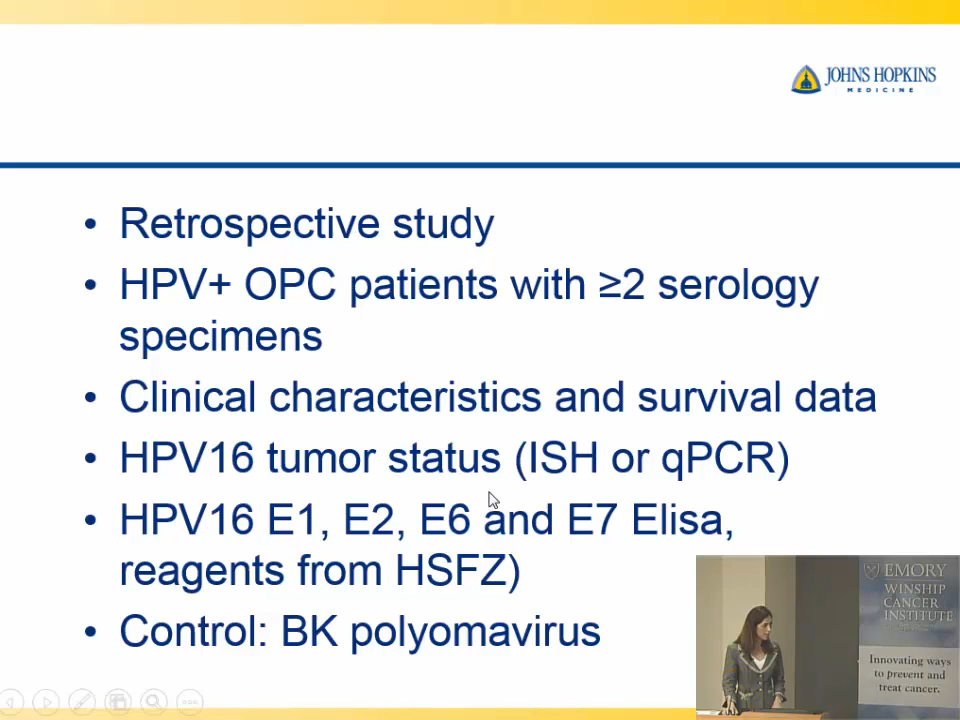 JOHNS HOPKINS
MEDICINE
• Retrospective study
• HPV+ OPC patients with ≥2 serology
specimens
• Clinical characteristics and survival data
• HPV16 tumor status (ISH or qPCR)
• HPV16 E1, E2, E6 and E7 Elisa,
reagents from HSFZ)
• Control: BK polyomavirus
EMORY
WINSHIP
CANCER
INSTITUTE
Innovating ways
to prevent and
treat cancer.